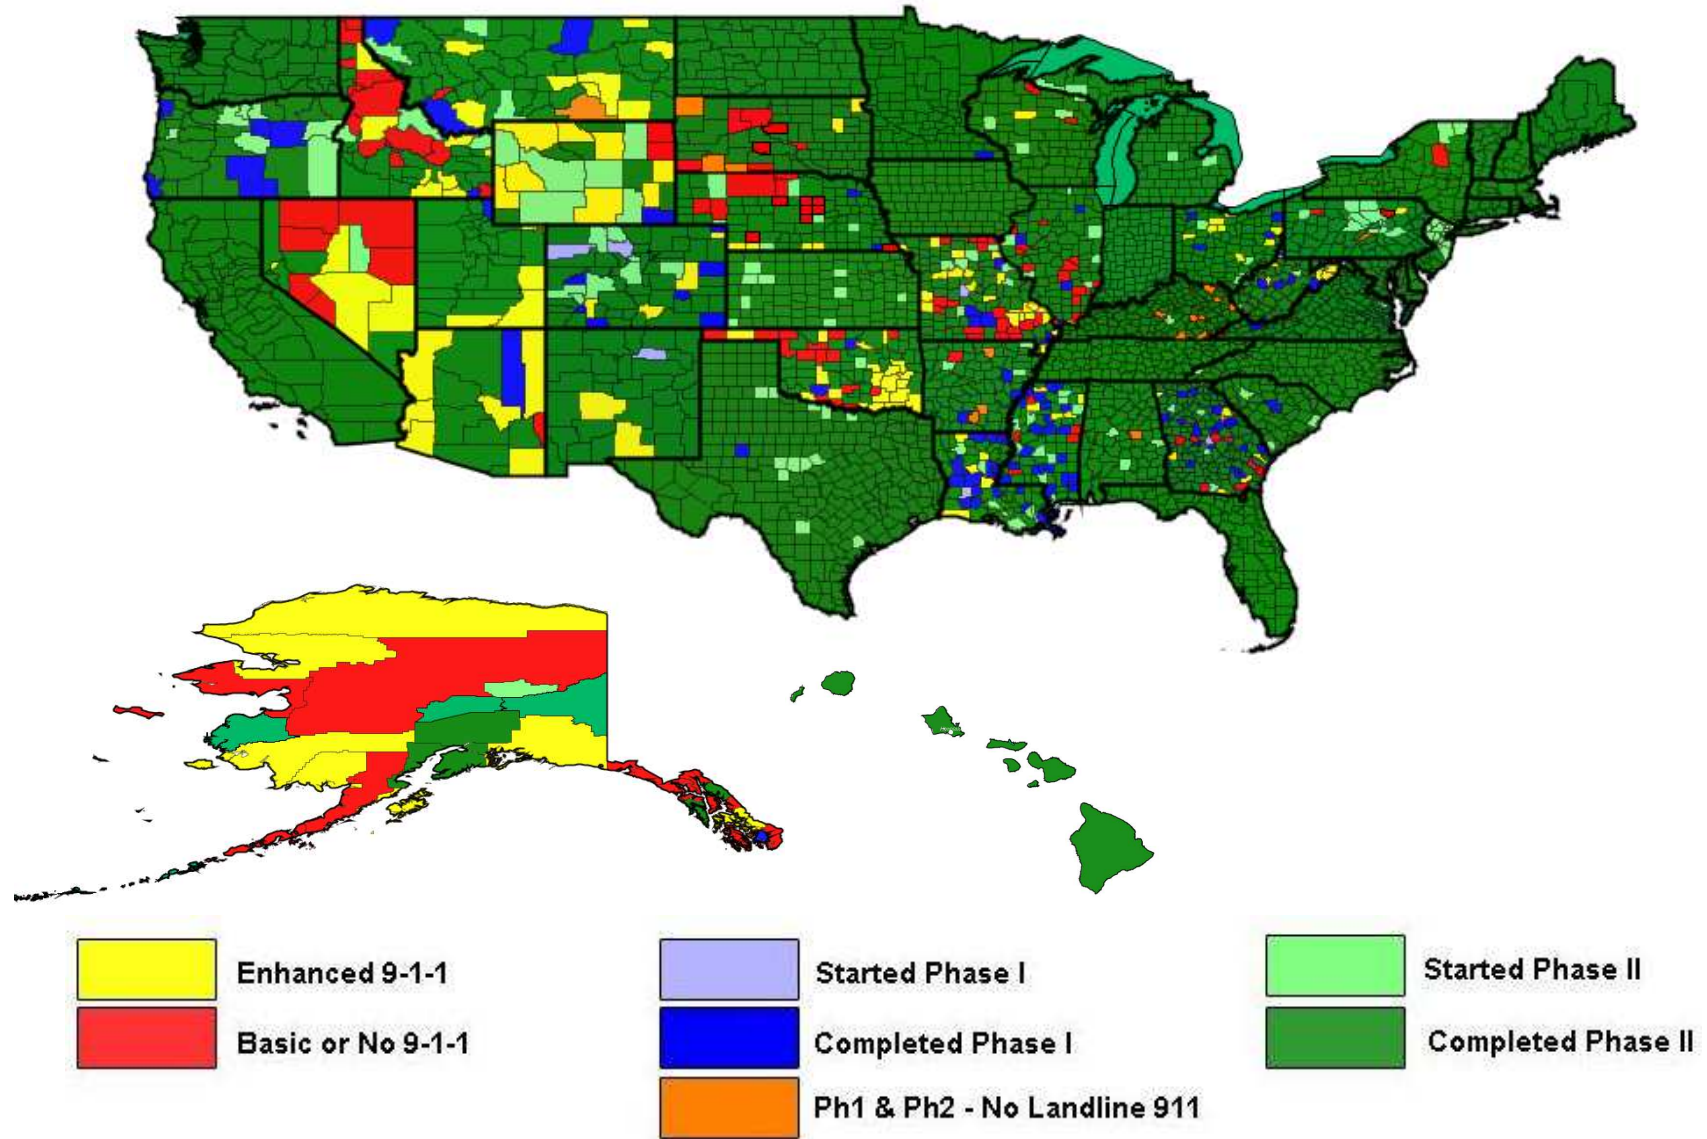 Enhanced 9-1-1
Started Phase I
Started Phase II
Basic or No 9-1-1
Completed Phase I
Completed Phase II
Ph1 & Ph2 - No Landline 911